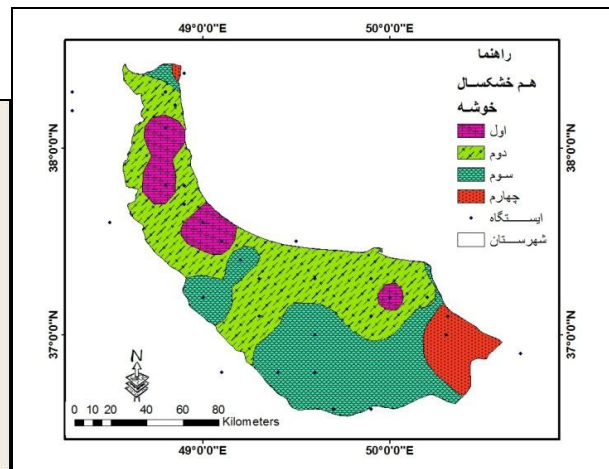 49°0'0"E
50°0'0"E
راهنما
هم خشکسال
خوشه
اول
دوم
سوم
چهارم
ایستگاه
شهرستان
38°0'0"N
38°0'0"N
37°0'0"N
37°0'0"N
N
0 10 20 40 60 80
Kilometers
49°0'0"E
50°0'0"E